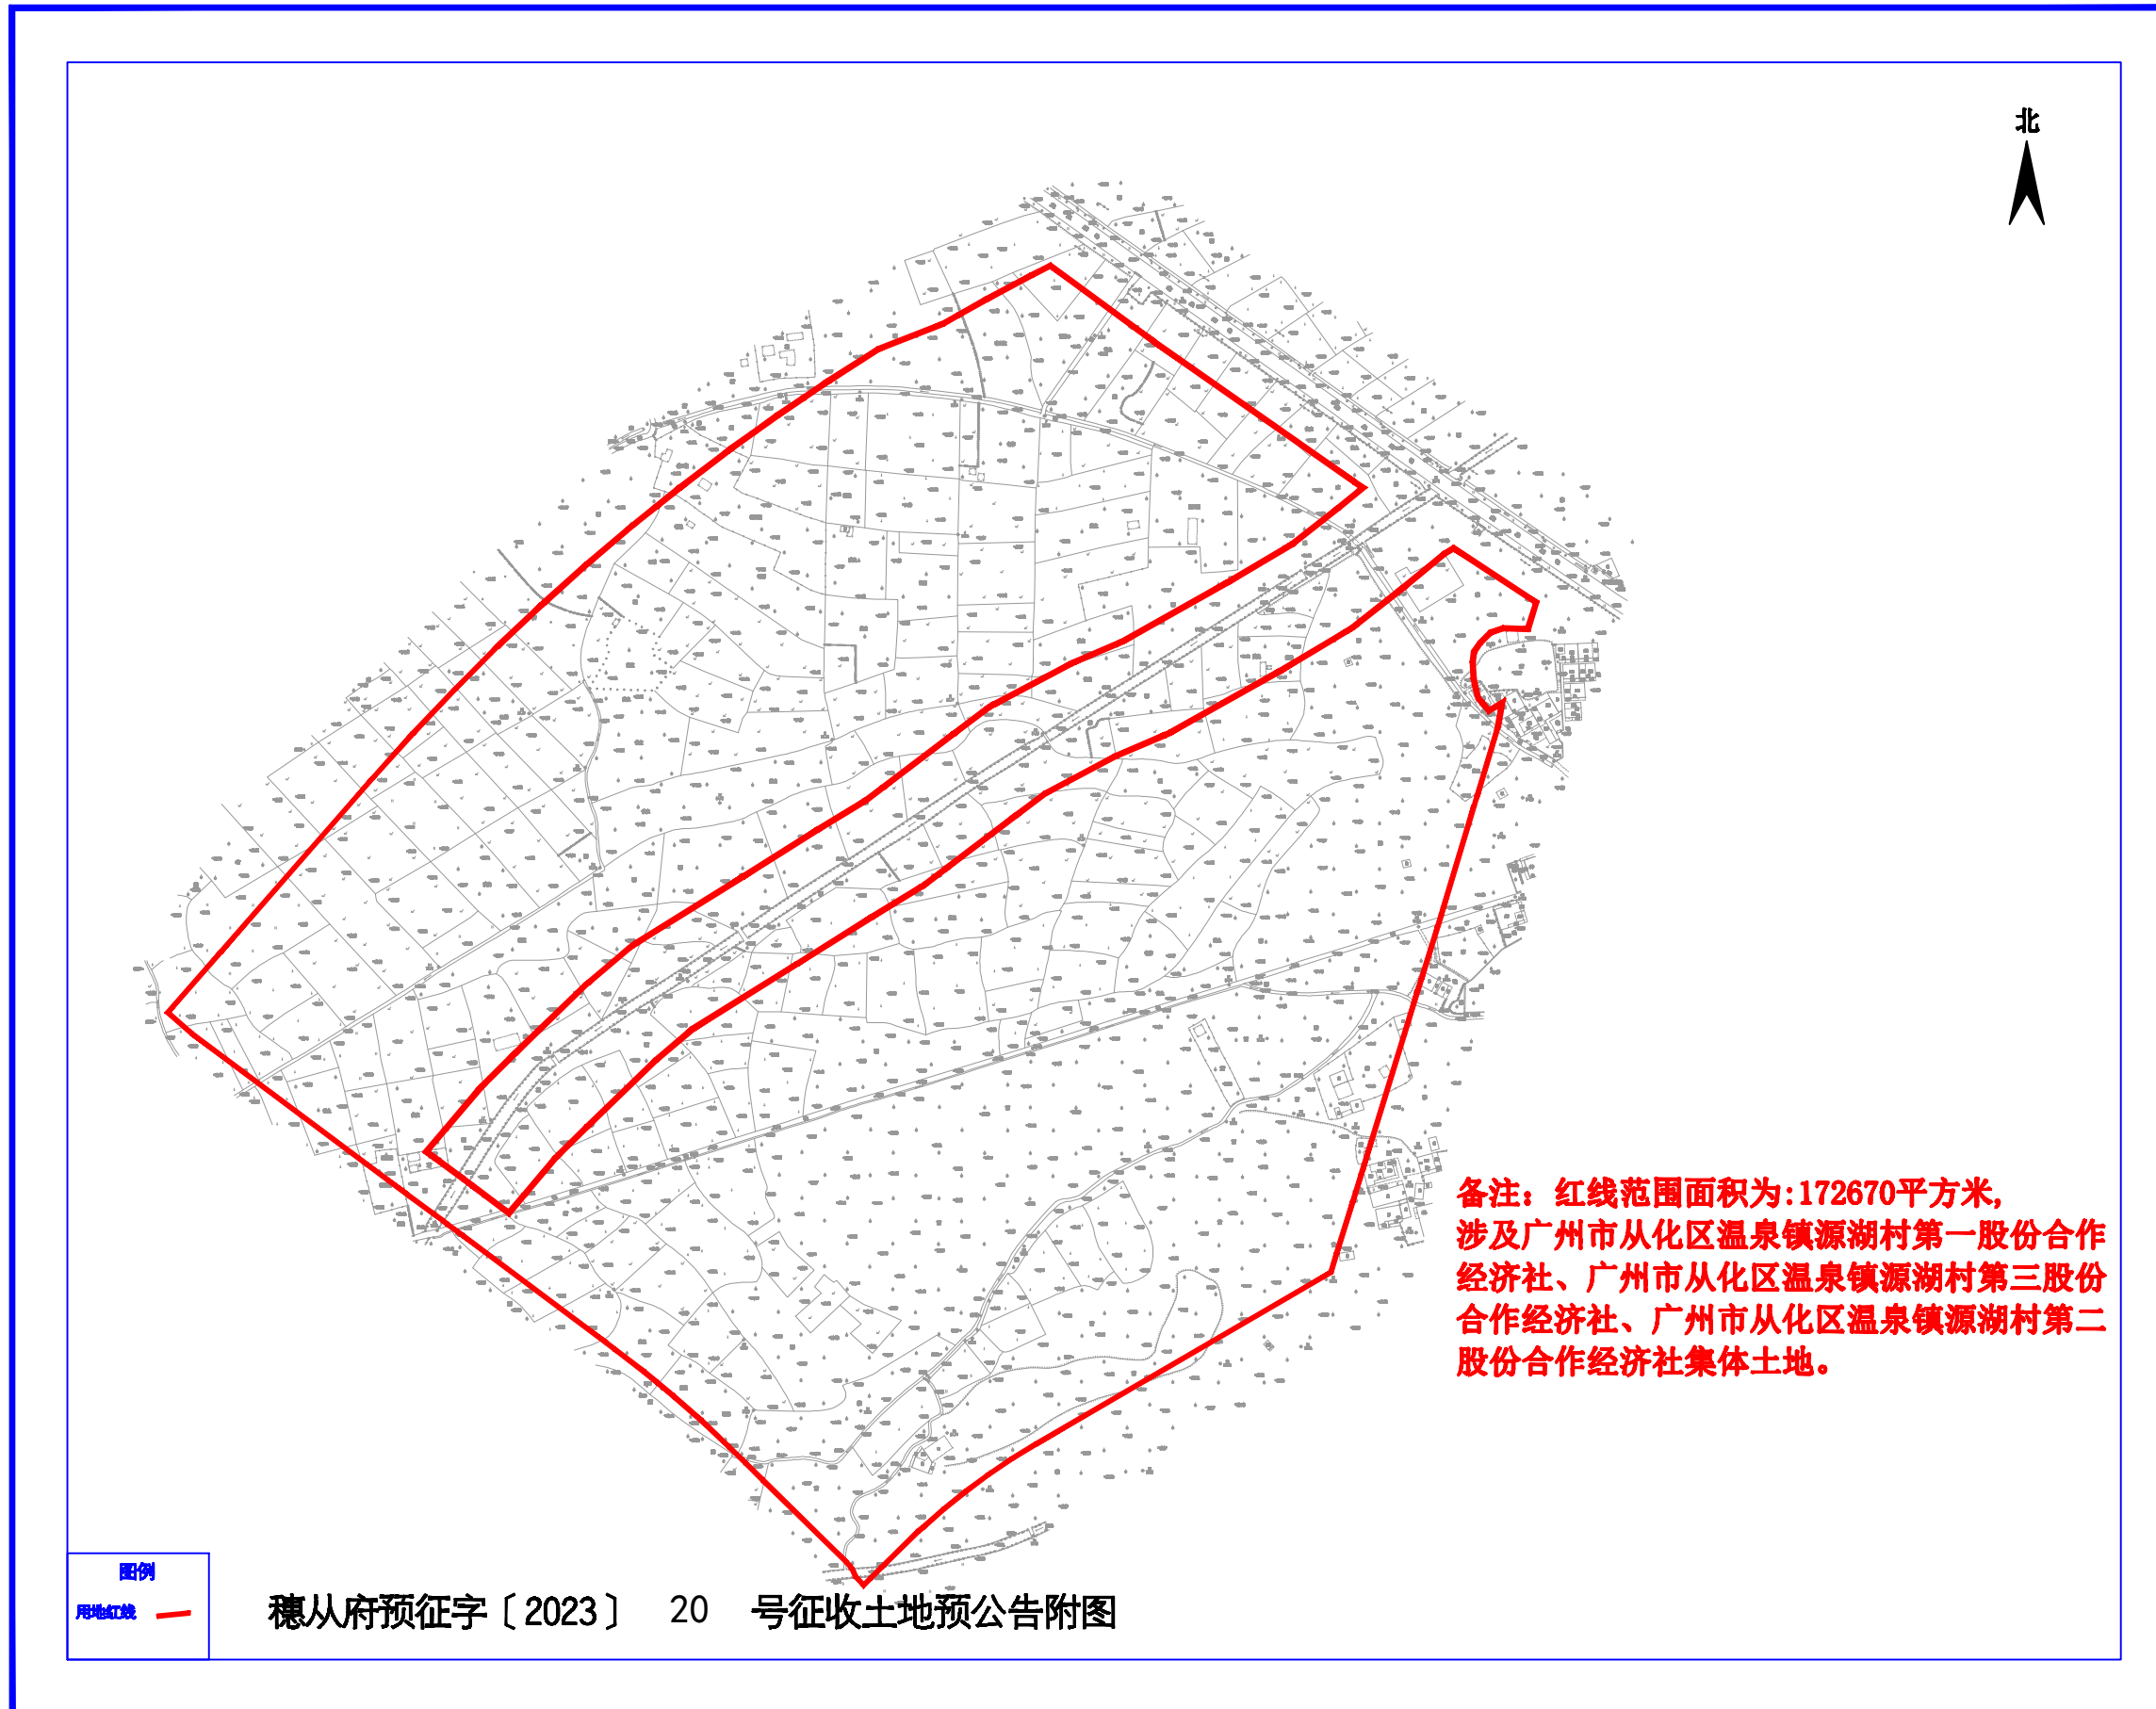 北
备注：红线范围面积为:172670平方米,
涉及广州市从化区温泉镇源湖村第一股份合作
经济社、广州市从化区温泉镇源湖村第三股份
合作经济社、广州市从化区温泉镇源湖村第二
股份合作经济社集体土地。
图例
用地红线
穗从府预征字〔2023〕 20 号征收土地预公告附图